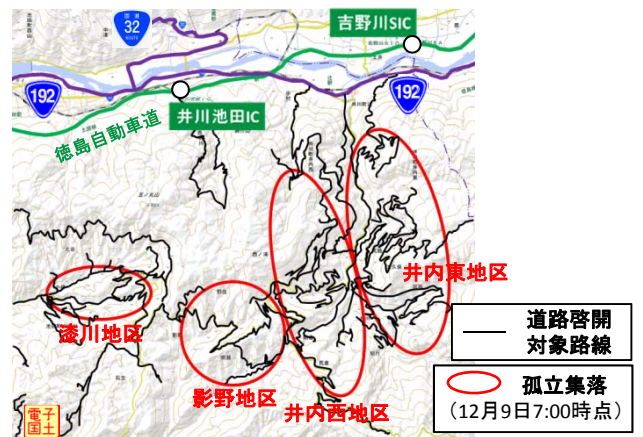 国道
32
ROUTE
吉野川SIC
192
192
井川池田IC
徳島自動車道
井内東地区
漆川地区
影野地区
井内西地区
道路啓開
対象路線
孤立集落
(12月9日7:00時点)
電子
国土